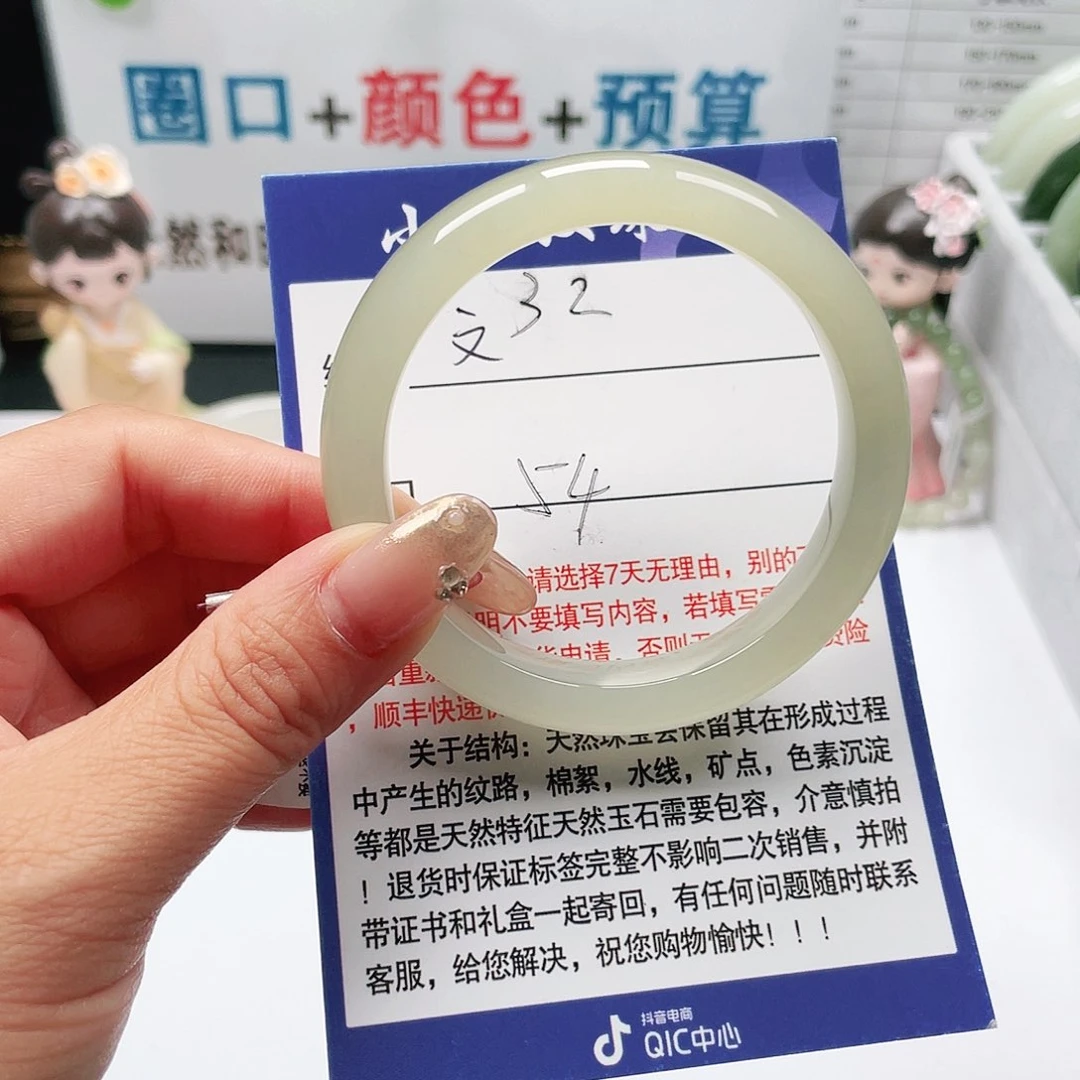 圈口+颜色+预算
然和
文32
54
请选择7天无理由，别的
明不要填写内容，若填写
申请，否则 险
，顺丰快递
关于结构：天然珠宝会保留其在形成过程
中产生的纹路，棉絮，水线，矿点，色素沉淀
等都是天然特征天然玉石需要包容，介意慎拍
！退货时保证标签完整不影响二次销售，并附
带证书和礼盒一起寄回，有任何问题随时联系
客服，给您解决，祝您购物愉快！！！
抖音电商
QIC中心